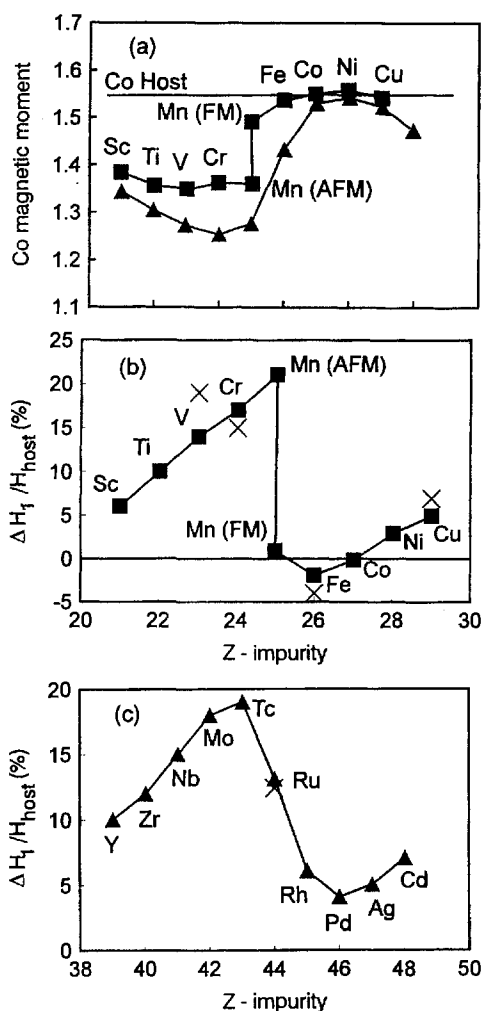 1.7
(a)
1.6
Co Host
Fe
Co
Ni
Cu
1.5
Mn (FM)
1.4
Sc
Ti
V
Cr
1.3
Mn (AFM)
1.2
1.1
Co magnetic moment
25
(b)
20
Mn (AFM)
Cr
15
V
10
Ti
5
Sc
Mn (FM)
0
Fe
Co
Ni
Cu
-5
20 22 24 26 28 30
Z - impurity
Δ H₁ /H host (%)
20
(c)
Tc
15
Mo
Nb
Ru
10
Zr
Y
5
Rh
Pd
Ag
Cd
0
38 40 42 44 46 48 50
Z - impurity
Δ H₁ /H host (%)